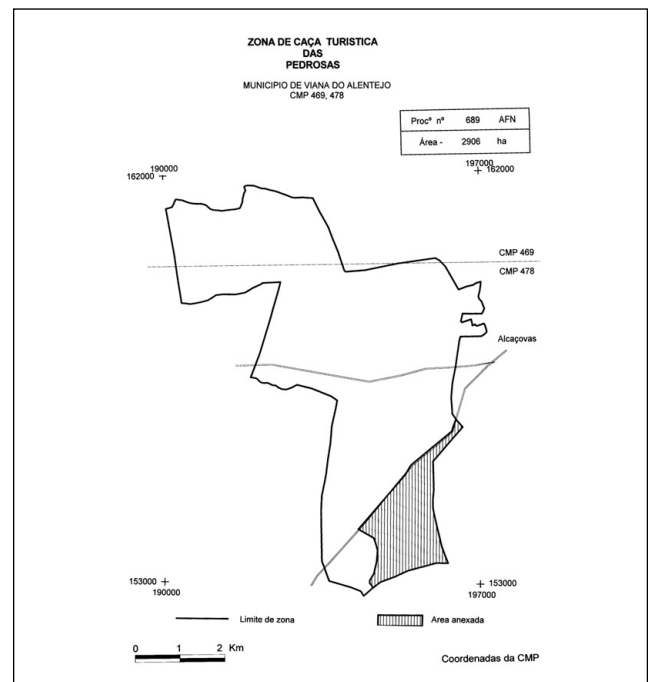 ZONA DE CAÇA TURISTICA
DAS
PEDROSAS
MUNICIPIO DE VIANA DO ALENTEJO
CMP 469, 478
Procº nº 689 AFN
Área - 2906 ha
190000
162000
197000
162000
CMP 469
CMP 478
Alcaçovas
153000
190000
153000
197000
Limite de zona
Area anexada
0 1 2 Km
Coordenadas da CMP